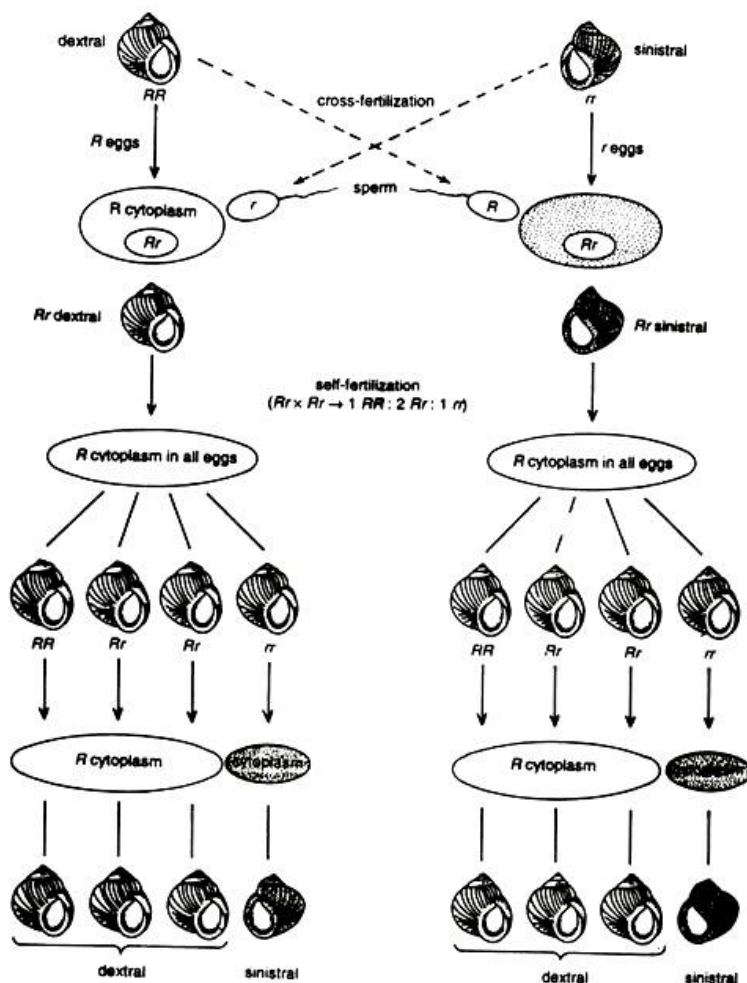 dextral
sinistral
RR
rr
cross-fertilization
R eggs
r eggs
sperm
R cytoplasm
r
R
Rr
Rr
Rr dextral
Rr sinistral
self-fertilization
(Rr × Rr → 1 RR : 2 Rr : 1 rr)
R cytoplasm in all eggs
R cytoplasm in all eggs
RR Rr Rr rr
RR Rr Rr rr
R cytoplasm
cytoplasm
R cytoplasm
dextral
sinistral
dextral
sinistral